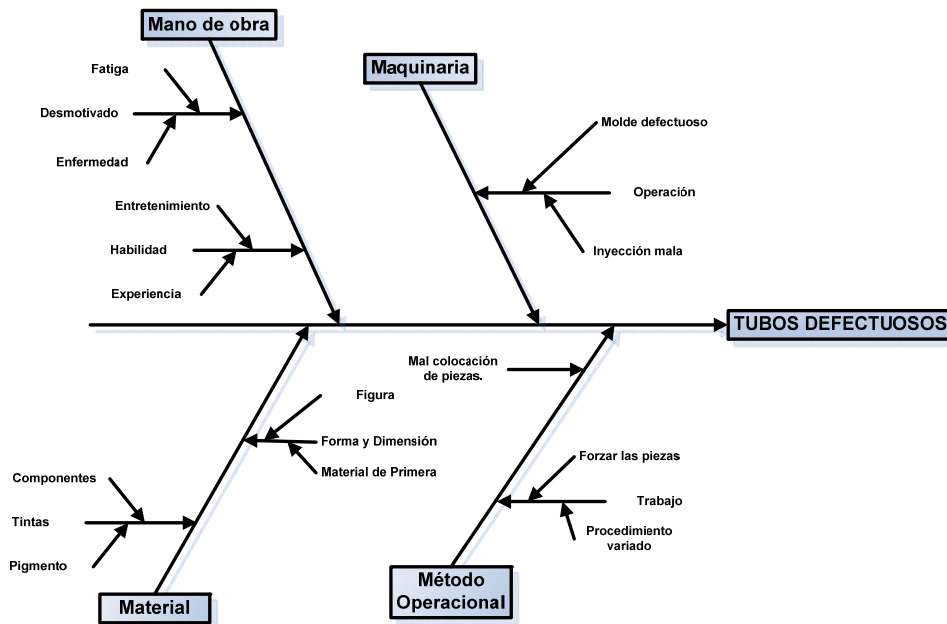 Mano de obra
Fatiga
Desmotivado
Enfermedad
Entretenimiento
Habilidad
Experiencia
Maquinaria
Molde defectuoso
Operación
Inyección mala
TUBOS DEFECTUOSOS
Mal colocación
de piezas.
Figura
Forma y Dimensión
Material de Primera
Componentes
Tintas
Pigmento
Material
Forzar las piezas
Trabajo
Procedimiento
variado
Método
Operacional